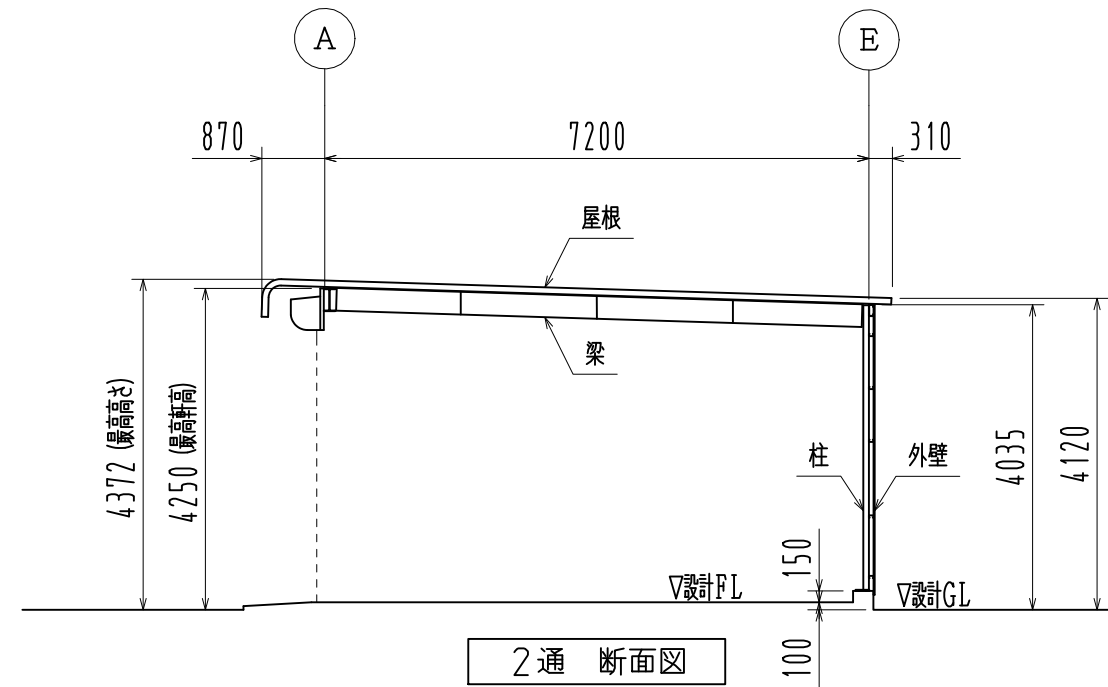 A
E
870
7200
310
屋根
梁
4372 (最高高さ)
4250 (最高軒高)
柱
外壁
4035
4120
150
▽設計FL
▽設計GL
100
2通 断面図